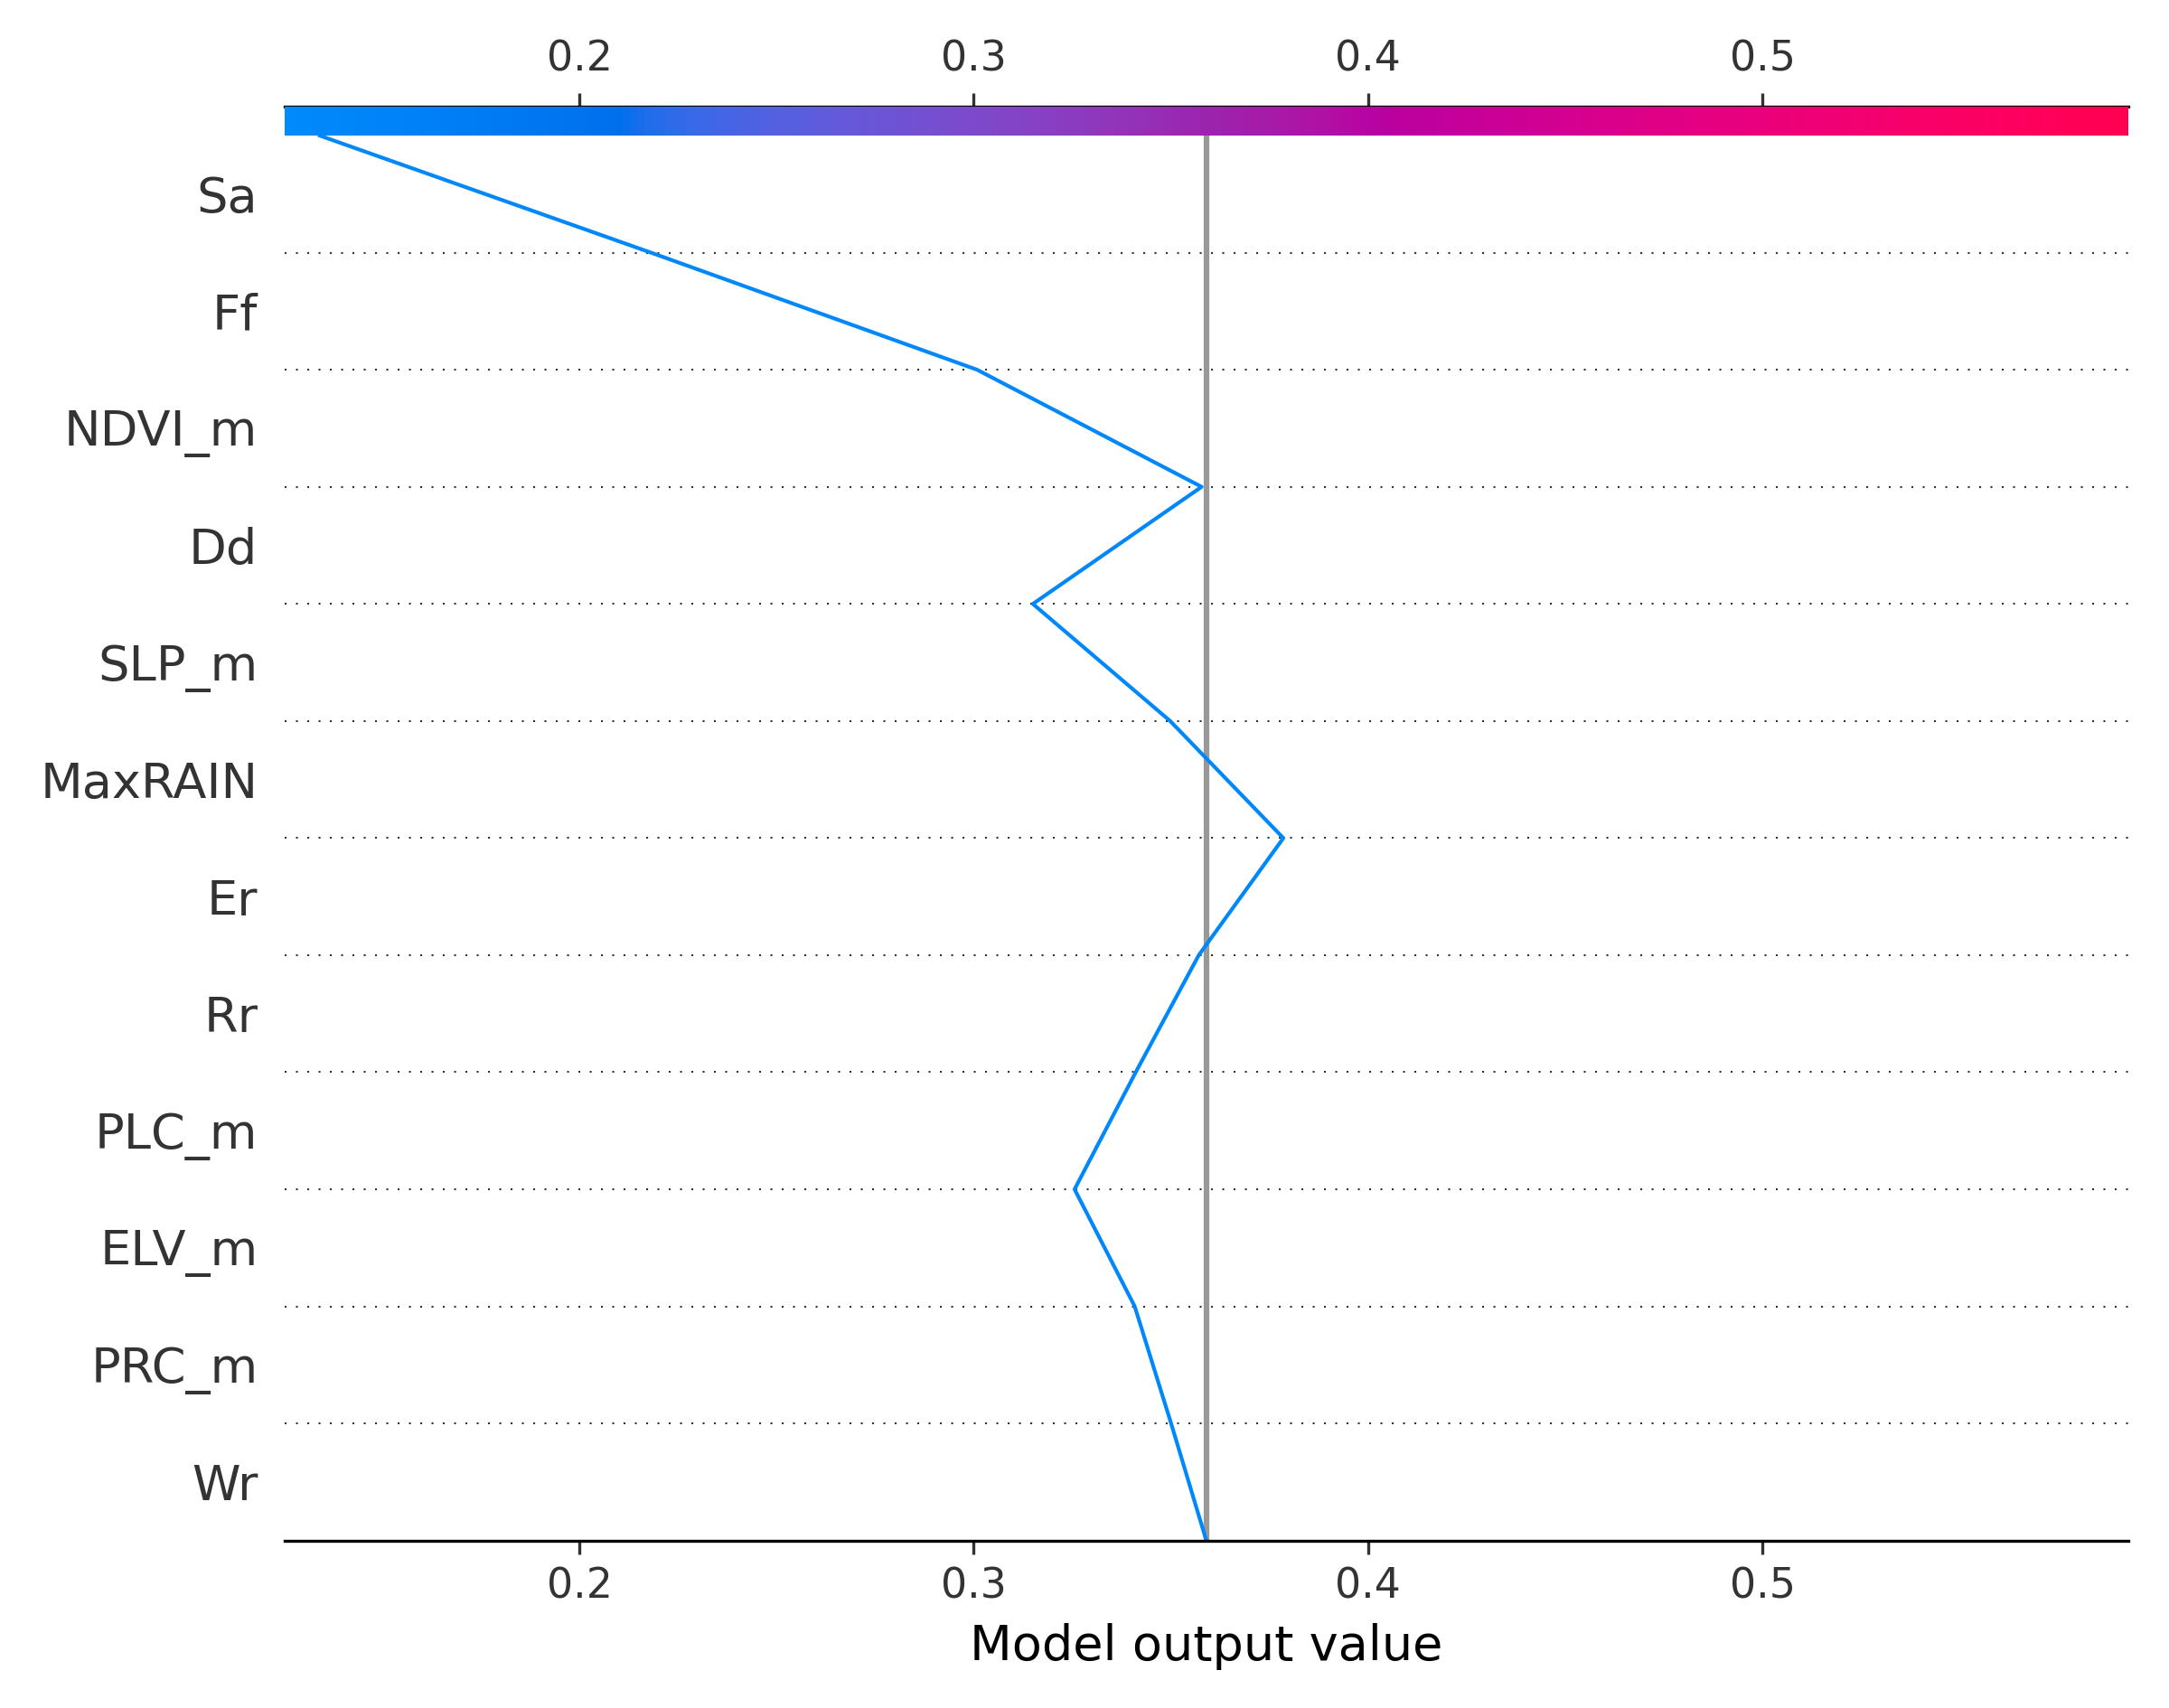 0.2 0.3 0.4 0.5
Sa
Ff
NDVI_m
Dd
SLP_m
MaxRAIN
Er
Rr
PLC_m
ELV_m
PRC_m
Wr
0.2 0.3 0.4 0.5
Model output value